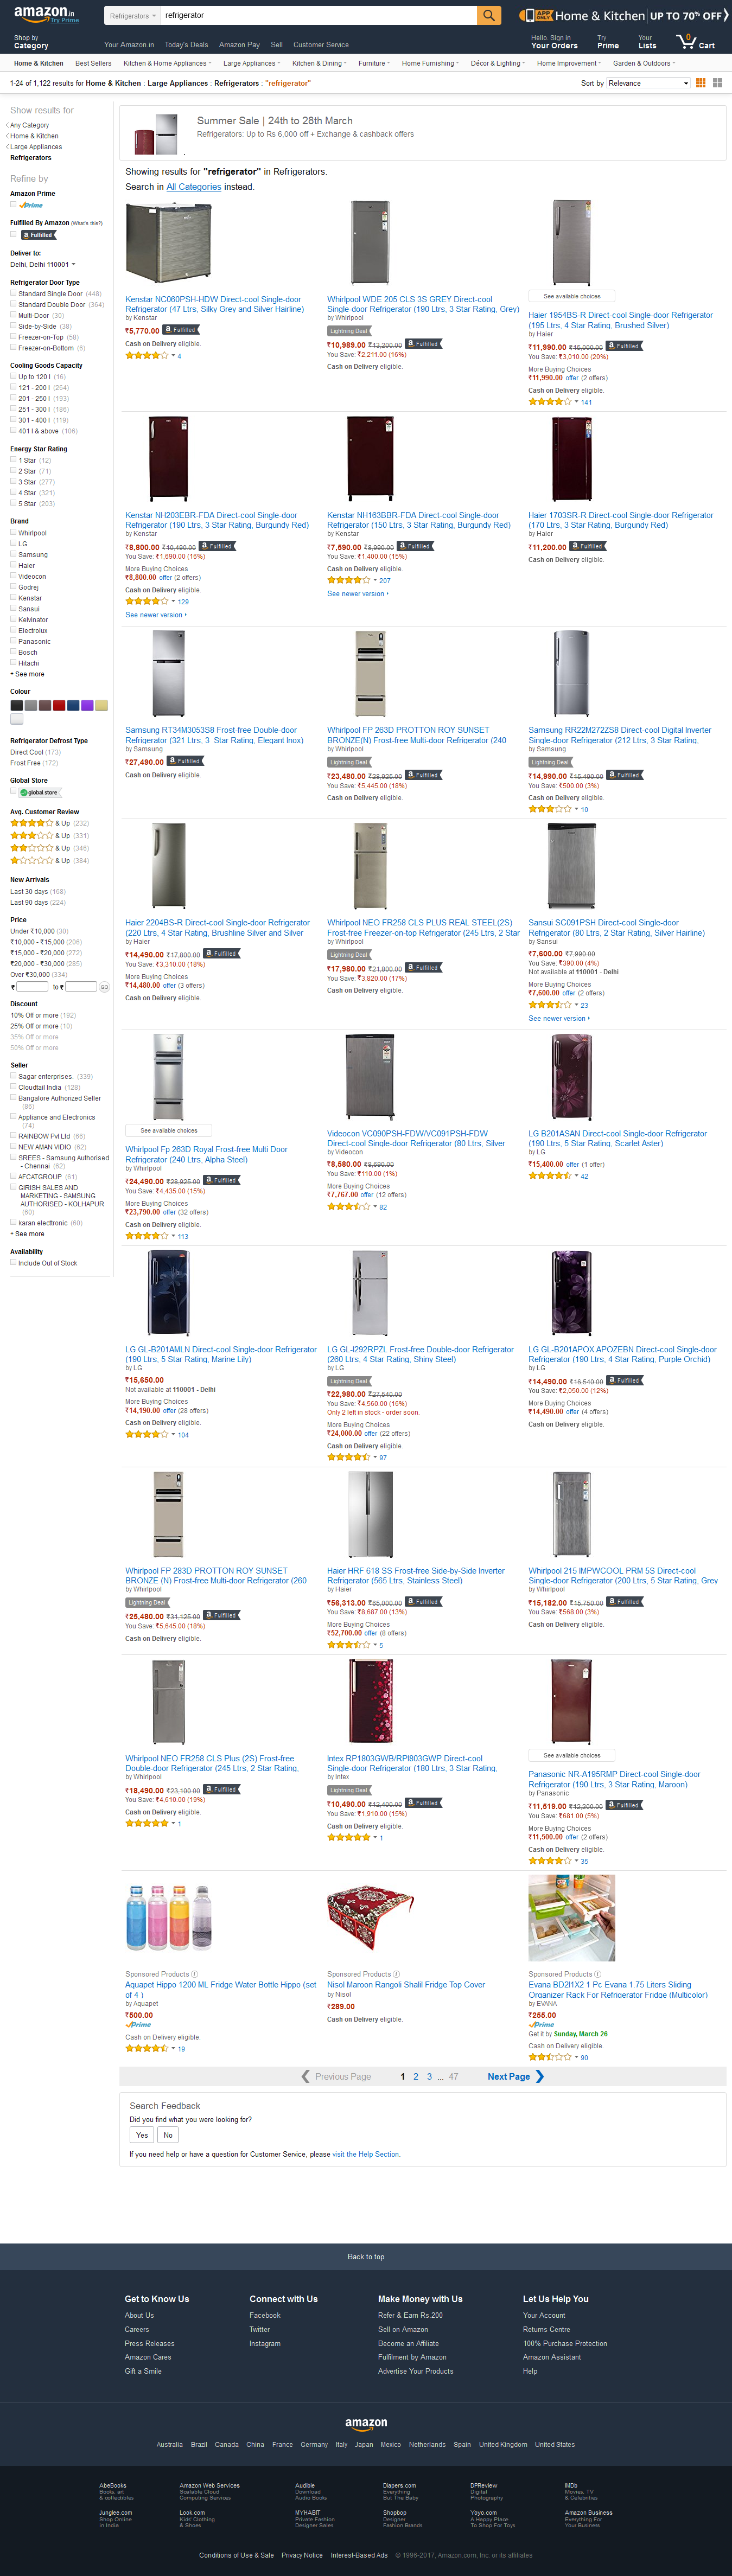 amazon.in
Try Prime
Refrigerators
refrigerator
APP ONLY
Home & Kitchen | UP TO 70% OFF
Shop by
Category
Your Amazon.in Today's Deals Amazon Pay Sell Customer Service
Hello. Sign in
Your Orders
Try
Prime
Your
Lists
0
Cart
Home & Kitchen Best Sellers Kitchen & Home Appliances Large Appliances Kitchen & Dining Furniture Home Furnishing Décor & Lighting Home Improvement Garden & Outdoors
1-24 of 1,122 results for Home & Kitchen : Large Appliances : Refrigerators : "refrigerator"
Sort by Relevance
Show results for
Any Category
Home & Kitchen
Large Appliances
Refrigerators
Refine by
Amazon Prime
Prime
Fulfilled By Amazon (What's this?)
Fulfilled
Deliver to:
Delhi, Delhi 110001
Refrigerator Door Type
Standard Single Door (448)
Standard Double Door (364)
Multi-Door (30)
Side-by-Side (38)
Freezer-on-Top (58)
Freezer-on-Bottom (6)
Cooling Goods Capacity
Up to 120 l (16)
121 - 200 l (264)
201 - 250 l (193)
251 - 300 l (186)
301 - 400 l (119)
401 l & above (106)
Energy Star Rating
1 Star (12)
2 Star (71)
3 Star (277)
4 Star (321)
5 Star (203)
Brand
Whirlpool
LG
Samsung
Haier
Videocon
Godrej
Kenstar
Sansui
Kelvinator
Electrolux
Panasonic
Bosch
Hitachi
+ See more
Colour
Refrigerator Defrost Type
Direct Cool (173)
Frost Free (172)
Global Store
global store
Avg. Customer Review
& Up (232)
& Up (331)
& Up (346)
& Up (384)
New Arrivals
Last 30 days (168)
Last 90 days (224)
Price
Under ₹10,000 (30)
₹10,000 - ₹15,000 (206)
₹15,000 - ₹20,000 (272)
₹20,000 - ₹30,000 (285)
Over ₹30,000 (334)
₹ to ₹ GO
Discount
10% Off or more (192)
25% Off or more (10)
35% Off or more
50% Off or more
Seller
Sagar enterprises. (339)
Cloudtail India (128)
Bangalore Authorized Seller
(86)
Appliance and Electronics
(74)
RAINBOW Pvt Ltd (66)
NEW AMAN VIDIO (62)
SREES - Samsung Authorised
- Chennai (62)
AFCATGROUP (61)
GIRISH SALES AND
MARKETING - SAMSUNG
AUTHORISED - KOLHAPUR
(60)
karan electtronic (60)
+ See more
Availability
Include Out of Stock
Summer Sale | 24th to 28th March
Refrigerators: Up to Rs 6,000 off + Exchange & cashback offers
Showing results for "refrigerator" in Refrigerators.
Search in All Categories instead.
Kenstar NC060PSH-HDW Direct-cool Single-door
Refrigerator (47 Ltrs, Silky Grey and Silver Hairline)
by Kenstar
₹5,770.00 Fulfilled
Cash on Delivery eligible.
4
Whirlpool WDE 205 CLS 3S GREY Direct-cool
Single-door Refrigerator (190 Ltrs, 3 Star Rating, Grey)
by Whirlpool
Lightning Deal
₹10,989.00 ₹13,200.00 Fulfilled
You Save: ₹2,211.00 (16%)
Cash on Delivery eligible.
See available choices
Haier 1954BS-R Direct-cool Single-door Refrigerator
(195 Ltrs, 4 Star Rating, Brushed Silver)
by Haier
₹11,990.00 ₹15,000.00 Fulfilled
You Save: ₹3,010.00 (20%)
More Buying Choices
₹11,990.00 offer (2 offers)
Cash on Delivery eligible.
141
Kenstar NH203EBR-FDA Direct-cool Single-door
Refrigerator (190 Ltrs, 3 Star Rating, Burgundy Red)
by Kenstar
₹8,800.00 ₹10,490.00 Fulfilled
You Save: ₹1,690.00 (16%)
More Buying Choices
₹8,800.00 offer (2 offers)
Cash on Delivery eligible.
129
See newer version
Kenstar NH163BBR-FDA Direct-cool Single-door
Refrigerator (150 Ltrs, 3 Star Rating, Burgundy Red)
by Kenstar
₹7,590.00 ₹8,990.00 Fulfilled
You Save: ₹1,400.00 (15%)
Cash on Delivery eligible.
207
See newer version
Haier 1703SR-R Direct-cool Single-door Refrigerator
(170 Ltrs, 3 Star Rating, Burgundy Red)
by Haier
₹11,200.00 Fulfilled
Cash on Delivery eligible.
Samsung RT34M3053S8 Frost-free Double-door
Refrigerator (321 Ltrs, 3 Star Rating, Elegant Inox)
by Samsung
₹27,490.00 Fulfilled
Cash on Delivery eligible.
Whirlpool FP 263D PROTTON ROY SUNSET
BRONZE(N) Frost-free Multi-door Refrigerator (240
by Whirlpool
Lightning Deal
₹23,480.00 ₹28,925.00 Fulfilled
You Save: ₹5,445.00 (18%)
Cash on Delivery eligible.
Samsung RR22M272ZS8 Direct-cool Digital Inverter
Single-door Refrigerator (212 Ltrs, 3 Star Rating,
by Samsung
Lightning Deal
₹14,990.00 ₹15,490.00 Fulfilled
You Save: ₹500.00 (3%)
Cash on Delivery eligible.
10
Haier 2204BS-R Direct-cool Single-door Refrigerator
(220 Ltrs, 4 Star Rating, Brushline Silver and Silver
by Haier
₹14,490.00 ₹17,800.00 Fulfilled
You Save: ₹3,310.00 (18%)
More Buying Choices
₹14,480.00 offer (3 offers)
Cash on Delivery eligible.
Whirlpool NEO FR258 CLS PLUS REAL STEEL(2S)
Frost-free Freezer-on-top Refrigerator (245 Ltrs, 2 Star
by Whirlpool
Lightning Deal
₹17,980.00 ₹21,800.00 Fulfilled
You Save: ₹3,820.00 (17%)
Cash on Delivery eligible.
Sansui SC091PSH Direct-cool Single-door
Refrigerator (80 Ltrs, 2 Star Rating, Silver Hairline)
by Sansui
₹7,600.00 ₹7,990.00
You Save: ₹390.00 (4%)
Not available at 110001 - Delhi
More Buying Choices
₹7,600.00 offer (2 offers)
23
See newer version
See available choices
Whirlpool Fp 263D Royal Frost-free Multi Door
Refrigerator (240 Ltrs, Alpha Steel)
by Whirlpool
₹24,490.00 ₹28,925.00 Fulfilled
You Save: ₹4,435.00 (15%)
More Buying Choices
₹23,790.00 offer (32 offers)
Cash on Delivery eligible.
113
Videocon VC090PSH-FDW/VC091PSH-FDW
Direct-cool Single-door Refrigerator (80 Ltrs, Silver
by Videocon
₹8,580.00 ₹8,690.00
You Save: ₹110.00 (1%)
More Buying Choices
₹7,767.00 offer (12 offers)
82
LG B201ASAN Direct-cool Single-door Refrigerator
(190 Ltrs, 5 Star Rating, Scarlet Aster)
by LG
₹15,400.00 offer (1 offer)
42
LG GL-B201AMLN Direct-cool Single-door Refrigerator
(190 Ltrs, 5 Star Rating, Marine Lily)
by LG
₹15,650.00
Not available at 110001 - Delhi
More Buying Choices
₹14,190.00 offer (28 offers)
Cash on Delivery eligible.
104
LG GL-I292RPZL Frost-free Double-door Refrigerator
(260 Ltrs, 4 Star Rating, Shiny Steel)
by LG
Lightning Deal
₹22,980.00 ₹27,540.00
You Save: ₹4,560.00 (16%)
Only 2 left in stock - order soon.
More Buying Choices
₹24,000.00 offer (22 offers)
Cash on Delivery eligible.
97
LG GL-B201APOX.APOZEBN Direct-cool Single-door
Refrigerator (190 Ltrs, 4 Star Rating, Purple Orchid)
by LG
₹14,490.00 ₹16,540.00 Fulfilled
You Save: ₹2,050.00 (12%)
More Buying Choices
₹14,490.00 offer (4 offers)
Cash on Delivery eligible.
Whirlpool FP 283D PROTTON ROY SUNSET
BRONZE (N) Frost-free Multi-door Refrigerator (260
by Whirlpool
Lightning Deal
₹25,480.00 ₹31,125.00 Fulfilled
You Save: ₹5,645.00 (18%)
Cash on Delivery eligible.
Haier HRF 618 SS Frost-free Side-by-Side Inverter
Refrigerator (565 Ltrs, Stainless Steel)
by Haier
₹56,313.00 ₹65,000.00 Fulfilled
You Save: ₹8,687.00 (13%)
More Buying Choices
₹52,700.00 offer (8 offers)
5
Whirlpool 215 IMPWCOOL PRM 5S Direct-cool
Single-door Refrigerator (200 Ltrs, 5 Star Rating, Grey
by Whirlpool
₹15,182.00 ₹15,750.00 Fulfilled
You Save: ₹568.00 (3%)
Cash on Delivery eligible.
Whirlpool NEO FR258 CLS Plus (2S) Frost-free
Double-door Refrigerator (245 Ltrs, 2 Star Rating,
by Whirlpool
₹18,490.00 ₹23,100.00 Fulfilled
You Save: ₹4,610.00 (19%)
Cash on Delivery eligible.
1
Intex RP1803GWB/RPI803GWP Direct-cool
Single-door Refrigerator (180 Ltrs, 3 Star Rating,
by Intex
Lightning Deal
₹10,490.00 ₹12,400.00 Fulfilled
You Save: ₹1,910.00 (15%)
Cash on Delivery eligible.
1
See available choices
Panasonic NR-A195RMP Direct-cool Single-door
Refrigerator (190 Ltrs, 3 Star Rating, Maroon)
by Panasonic
₹11,519.00 ₹12,200.00 Fulfilled
You Save: ₹681.00 (5%)
More Buying Choices
₹11,500.00 offer (2 offers)
Cash on Delivery eligible.
35
Sponsored Products
Aquapet Hippo 1200 ML Fridge Water Bottle Hippo (set
of 4 )
by Aquapet
₹500.00
Prime
Cash on Delivery eligible.
19
Sponsored Products
Nisol Maroon Rangoli Shalil Fridge Top Cover
by Nisol
₹289.00
Cash on Delivery eligible.
Sponsored Products
Evana BD2I1X2 1 Pc Evana 1.75 Liters Sliding
Organizer Rack For Refrigerator Fridge (Multicolor)
by EVANA
₹255.00
Prime
Get it by Sunday, March 26
Cash on Delivery eligible.
90
Previous Page 1 2 3 ... 47 Next Page
Search Feedback
Did you find what you were looking for?
Yes No
If you need help or have a question for Customer Service, please visit the Help Section.
Back to top
Get to Know Us
About Us
Careers
Press Releases
Amazon Cares
Gift a Smile
Connect with Us
Facebook
Twitter
Instagram
Make Money with Us
Refer & Earn Rs.200
Sell on Amazon
Become an Affiliate
Fulfilment by Amazon
Advertise Your Products
Let Us Help You
Your Account
Returns Centre
100% Purchase Protection
Amazon Assistant
Help
amazon
Australia Brazil Canada China France Germany Italy Japan Mexico Netherlands Spain United Kingdom United States
AbeBooks
Books, art
& collectibles
Amazon Web Services
Scalable Cloud
Computing Services
Audible
Download
Audio Books
Diapers.com
Everything
But The Baby
DPReview
Digital
Photography
IMDb
Movies, TV
& Celebrities
Junglee.com
Shop Online
in India
Look.com
Kids' Clothing
& Shoes
MYHABIT
Private Fashion
Designer Sales
Shopbop
Designer
Fashion Brands
Yoyo.com
A Happy Place
To Shop For Toys
Amazon Business
Everything For
Your Business
Conditions of Use & Sale Privacy Notice Interest-Based Ads © 1996-2017, Amazon.com, Inc. or its affiliates